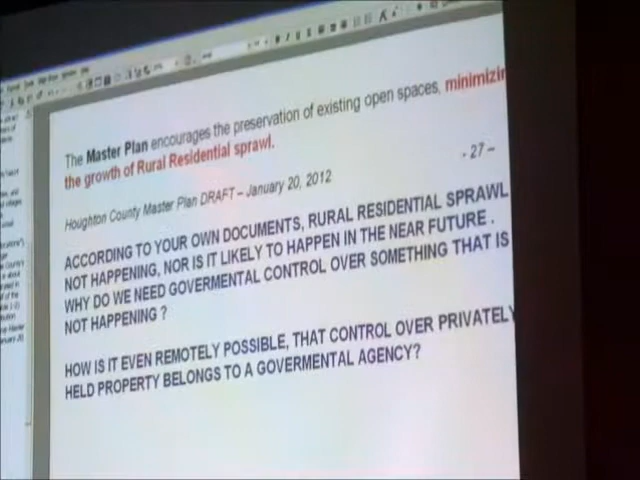 The Master Plan encourages the preservation of existing open spaces, minimizin
the growth of Rural Residential sprawl.
- 27 –
Houghton County Master Plan DRAFT – January 20, 2012
ACCORDING TO YOUR OWN DOCUMENTS, RURAL RESIDENTIAL SPRAWL
NOT HAPPENING, NOR IS IT LIKELY TO HAPPEN IN THE NEAR FUTURE .
WHY DO WE NEED GOVERMENTAL CONTROL OVER SOMETHING THAT IS
NOT HAPPENING ?
HOW IS IT EVEN REMOTELY POSSIBLE, THAT CONTROL OVER PRIVATELY
HELD PROPERTY BELONGS TO A GOVERMENTAL AGENCY?